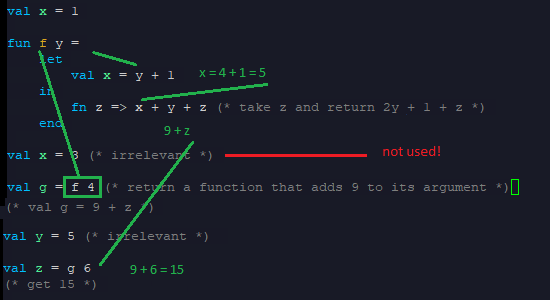 val x = 1
fun f y =
let
val x = y + 1 x = 4 + 1 = 5
in
fn z => x + y + z (* take z and return 2y + 1 + z *)
end
9 + z
val x = 3 (* irrelevant *) not used!
val g = f 4 (* return a function that adds 9 to its argument *)
(* val g = 9 + z *)
val y = 5 (* irrelevant *)
val z = g 6 9 + 6 = 15
(* get 15 *)